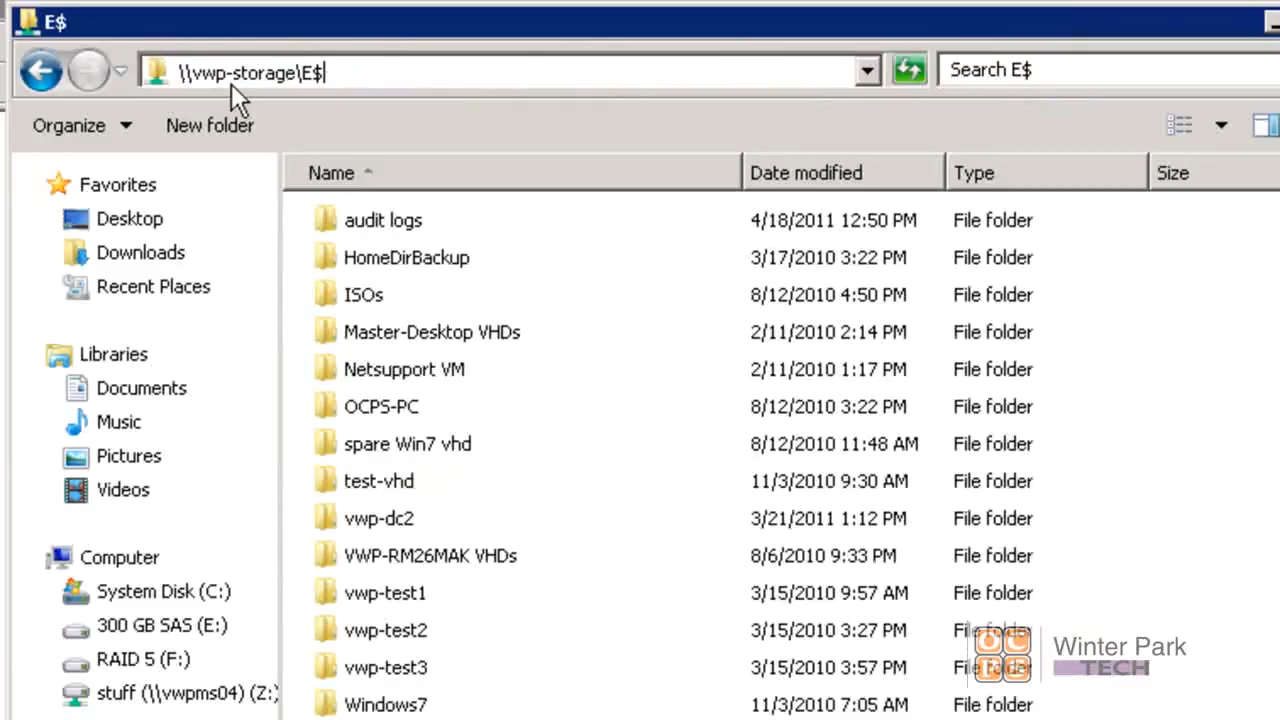 E$
\\vwp-storage\E$
Search E$
Organize
New folder
Name
Date modified
Type
Size
Favorites
Desktop
Downloads
Recent Places
Libraries
Documents
Music
Pictures
Videos
Computer
System Disk (C:)
300 GB SAS (E:)
RAID 5 (F:)
stuff (\\vwpms04) (Z:)
audit logs 4/18/2011 12:50 PM File folder
HomeDirBackup 3/17/2010 3:22 PM File folder
ISOs 8/12/2010 4:50 PM File folder
Master-Desktop VHDs 2/11/2010 2:14 PM File folder
Netsupport VM 2/11/2010 1:17 PM File folder
OCPS-PC 8/12/2010 3:22 PM File folder
spare Win7 vhd 8/12/2010 11:48 AM File folder
test-vhd 11/3/2010 9:30 AM File folder
vwp-dc2 3/21/2011 1:12 PM File folder
VWP-RM26MAK VHDs 8/6/2010 9:33 PM File folder
vwp-test1 3/15/2010 9:57 AM File folder
vwp-test2 3/15/2010 3:27 PM File folder
vwp-test3 3/15/2010 3:57 PM File folder
Windows7 11/3/2010 7:05 AM File folder
OCPS
Winter Park
TECH